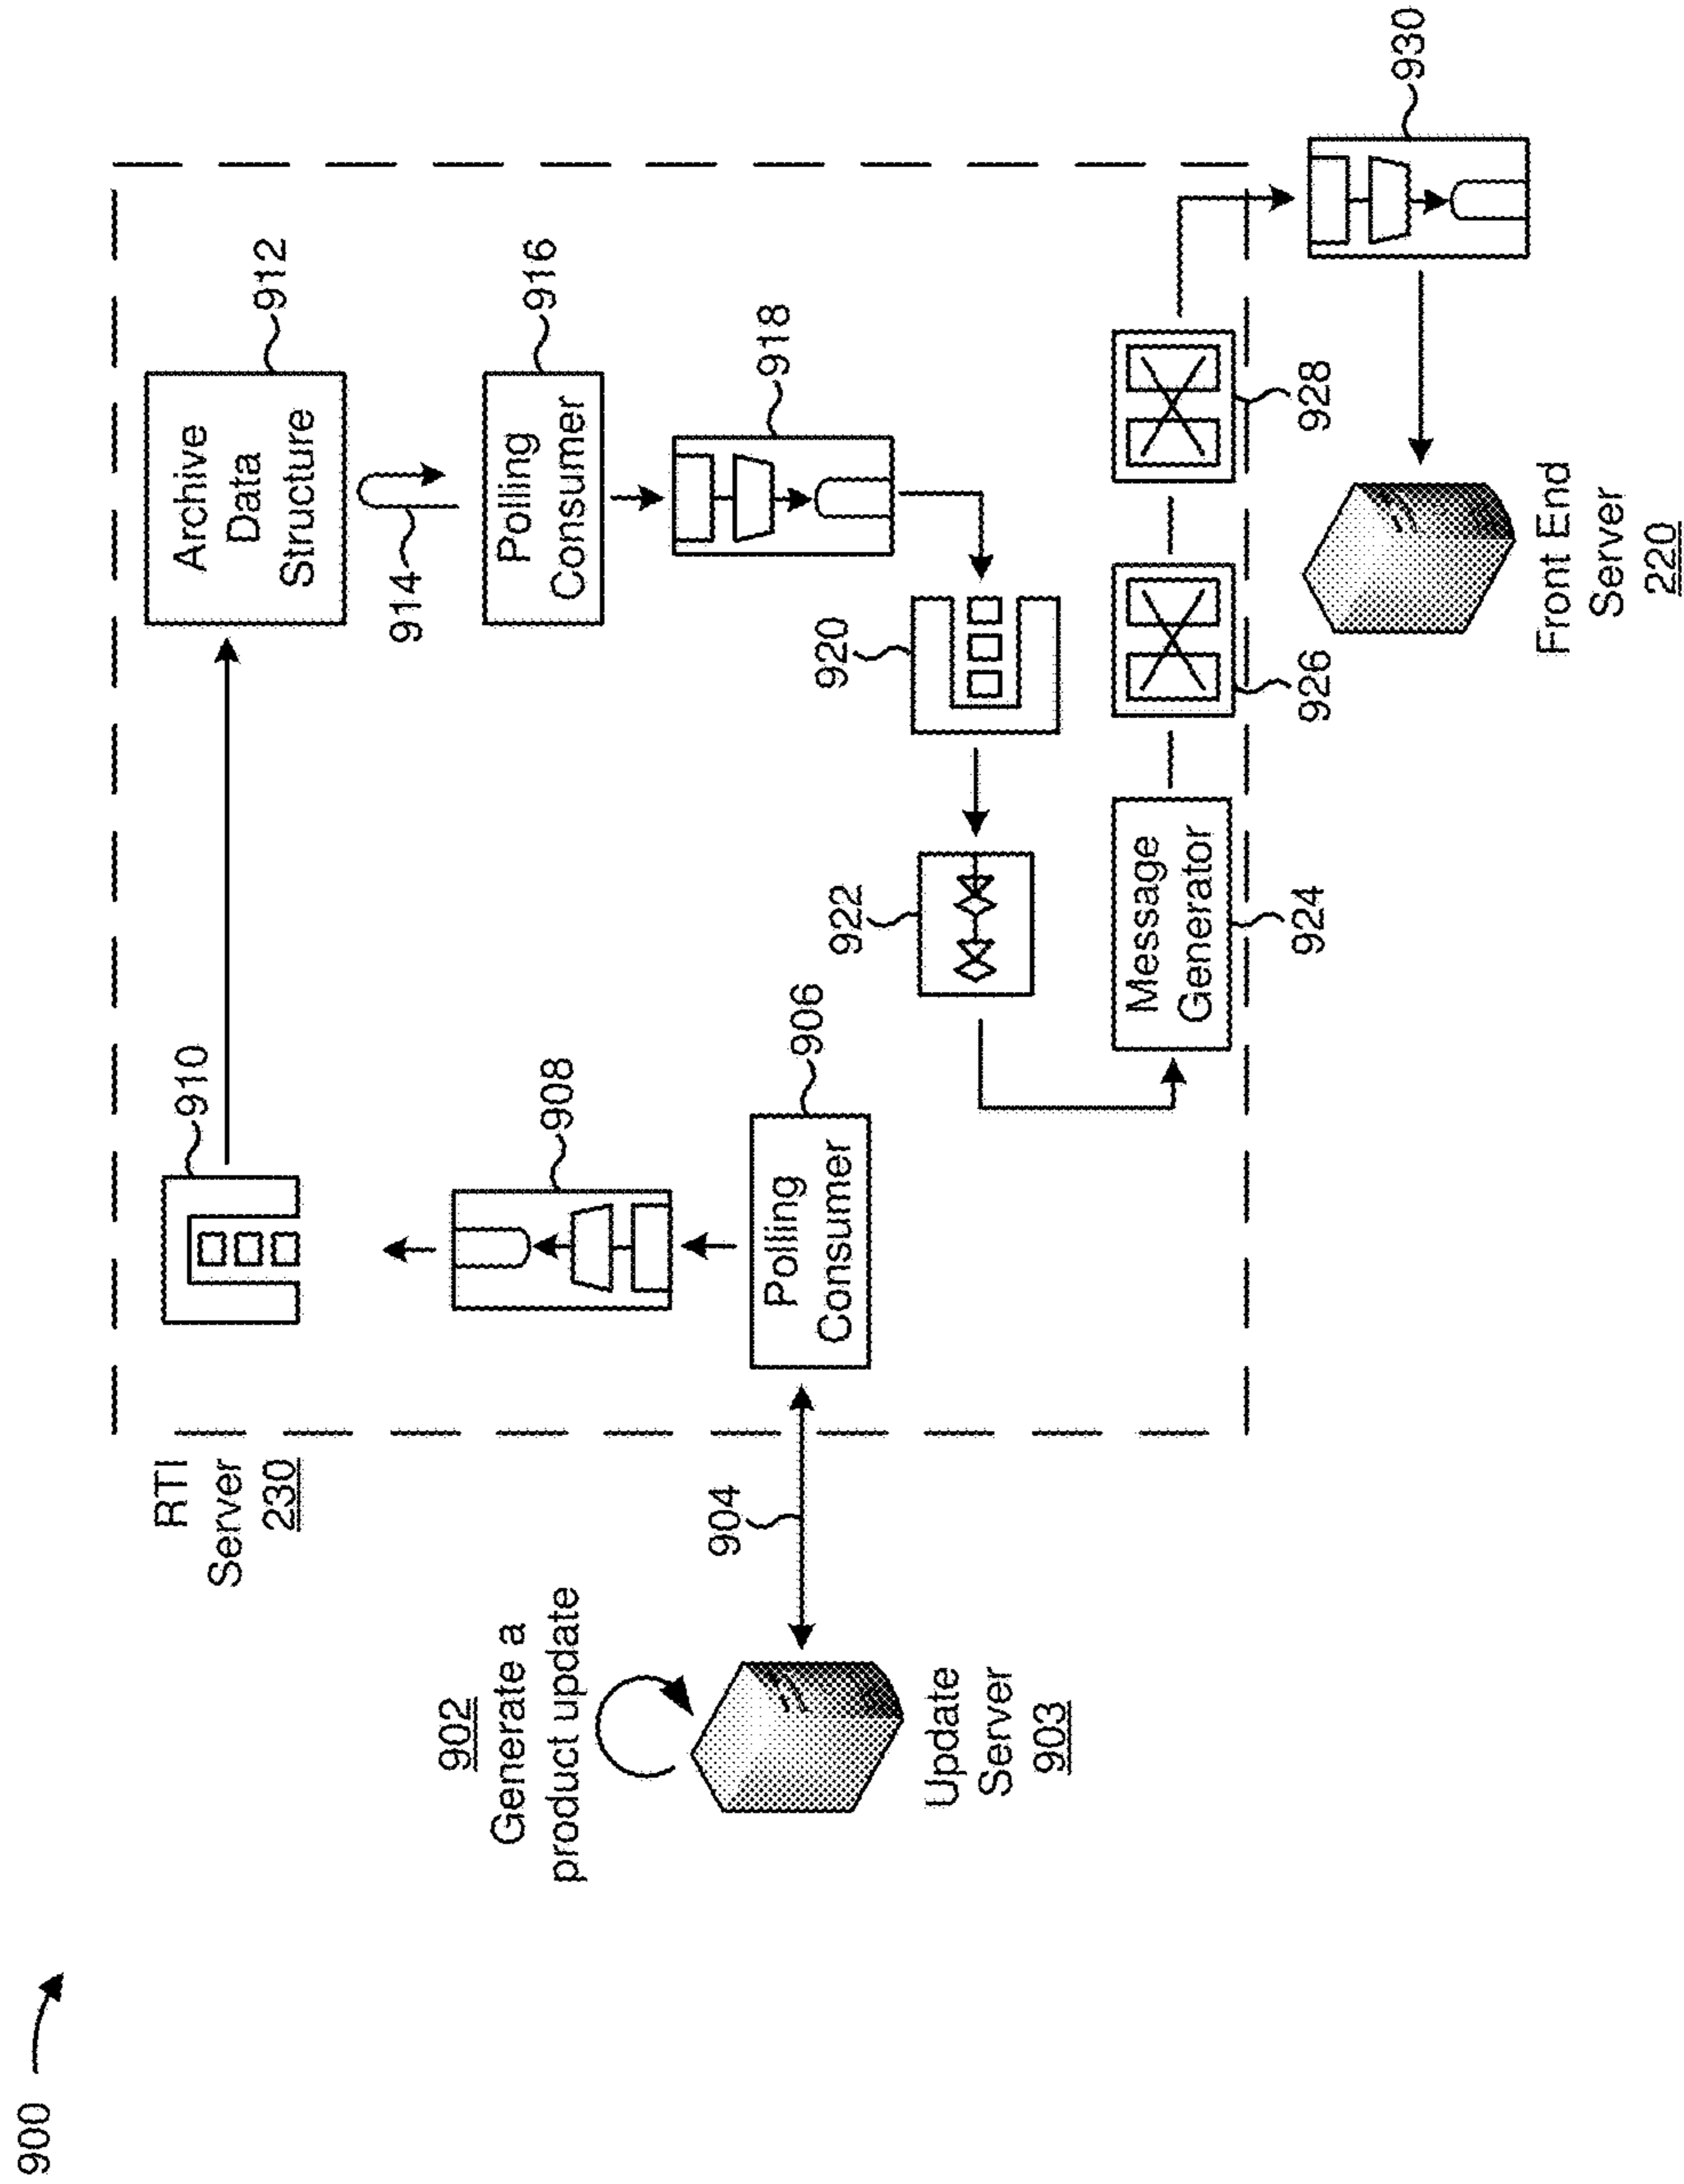 900
902
Generate a
product update
Update
Server
903
904
RTI
Server
230
Polling
Consumer
906
908
910
Archive
Data
Structure
912
914
Polling
Consumer
916
918
920
922
Message
Generator
924
926
928
930
Front End
Server
220